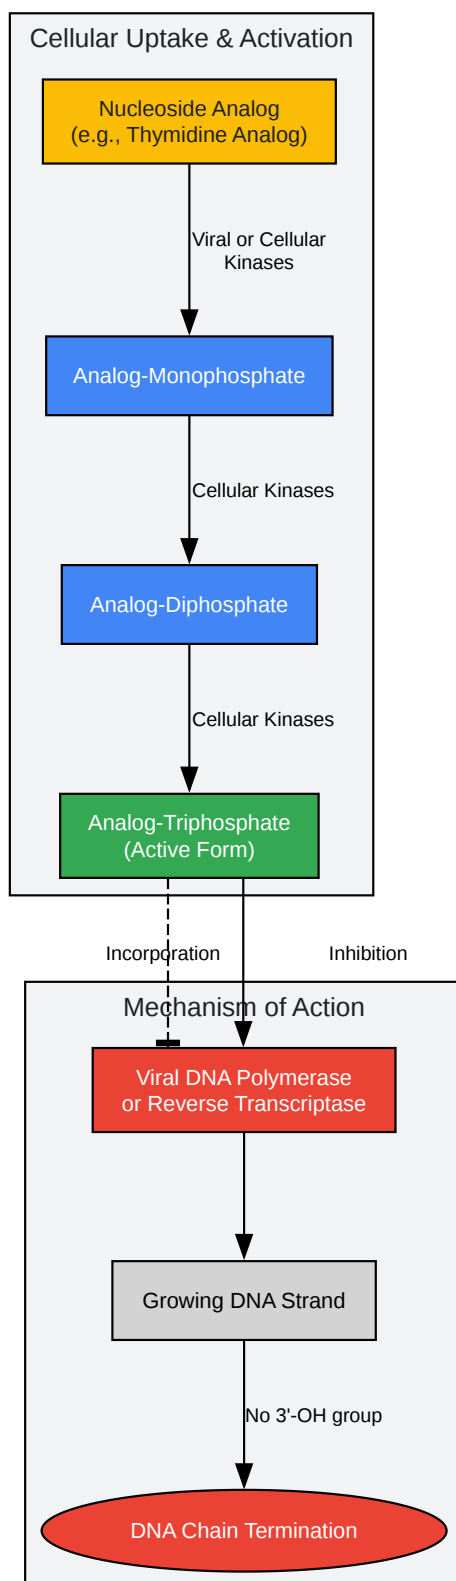 Cellular Uptake & Activation
Nucleoside Analog
(e.g., Thymidine Analog)
Viral or Cellular
Kinases
Analog-Monophosphate
Cellular Kinases
Analog-Diphosphate
Cellular Kinases
Analog-Triphosphate
(Active Form)
Incorporation
Inhibition
Mechanism of Action
Viral DNA Polymerase
or Reverse Transcriptase
Growing DNA Strand
No 3'-OH group
DNA Chain Termination